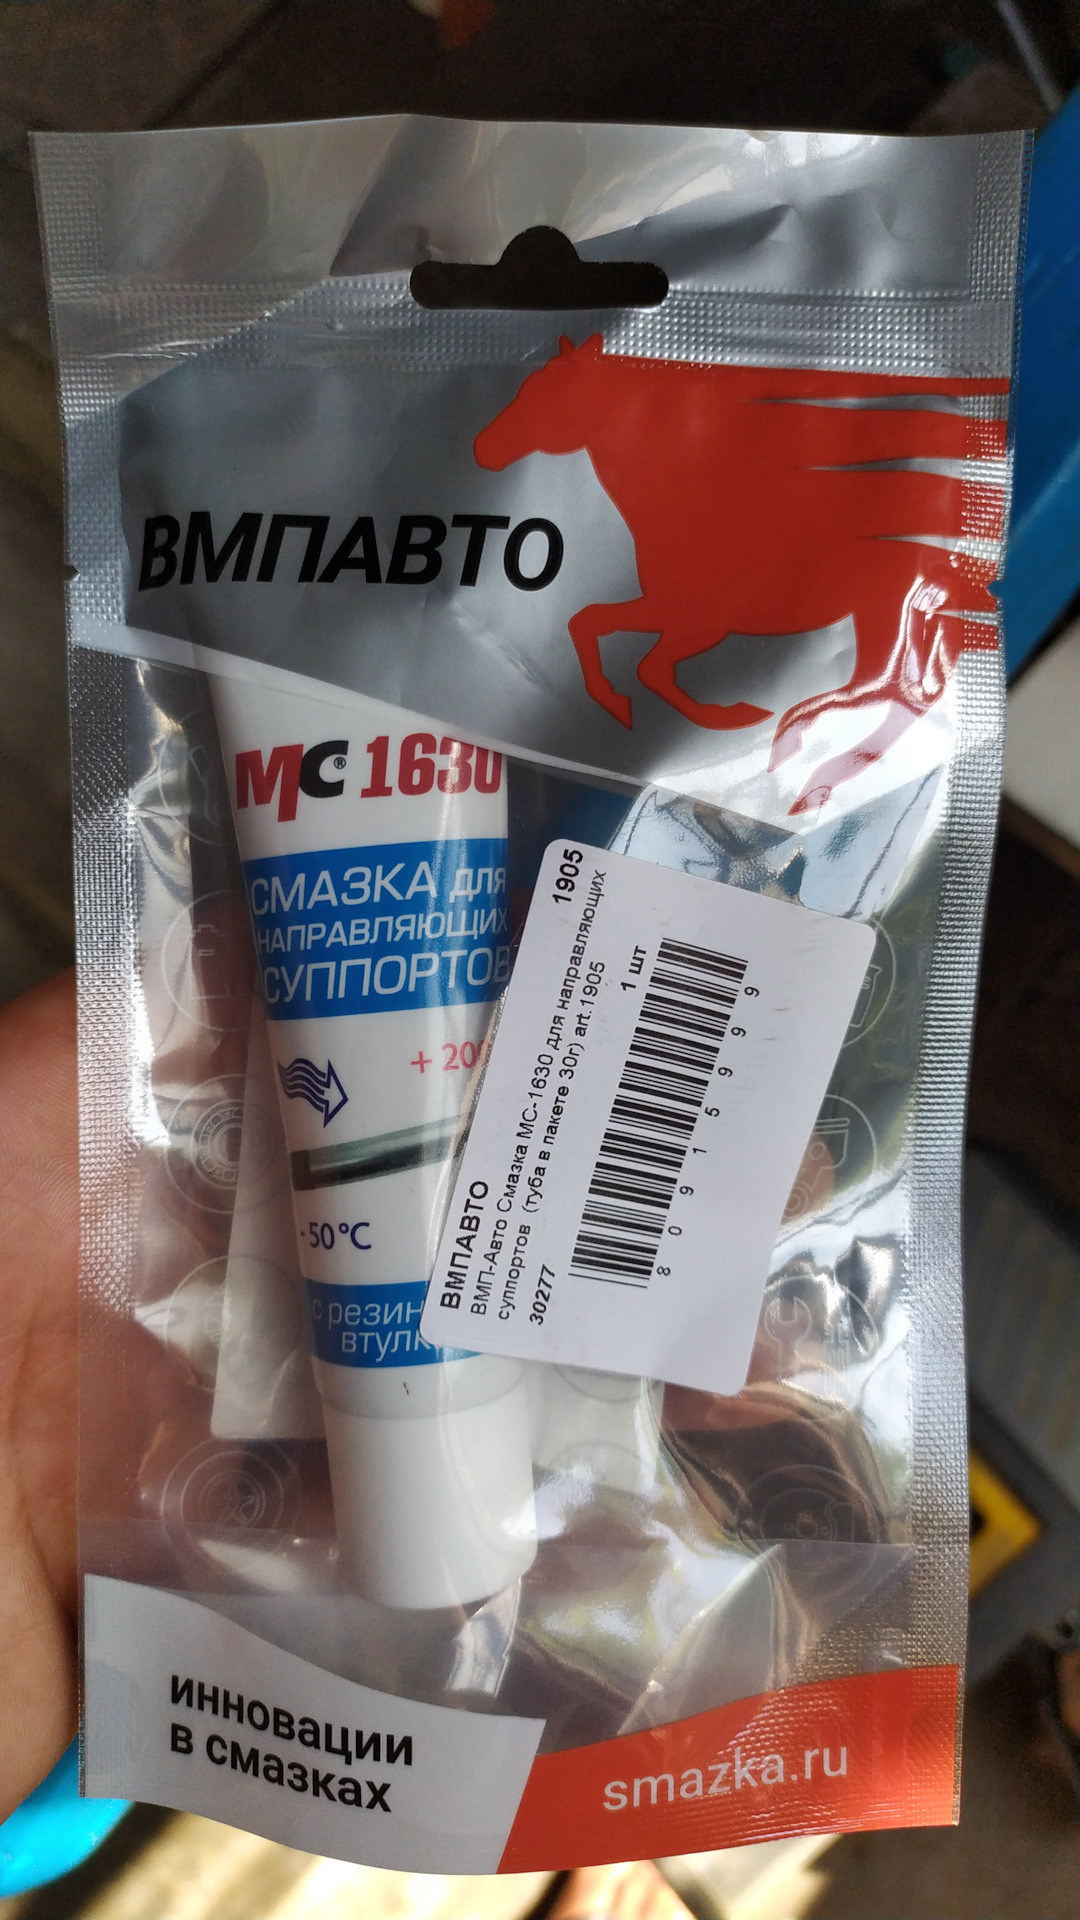 ВМПАВТО
МС® 1630
СМАЗКА для
НАПРАВЛЯЮЩИХ
СУППОРТОВ
+ 20
- 50°С
с резин
втулк
1905
ВМПАВТО
ВМП-Авто Смазка МС-1630 для направляющих
суппортов (туба в пакете 30г) art.1905
30277
1 шт
8 0 9 1 5 9 9 9
инновации
в смазках
smazka.ru